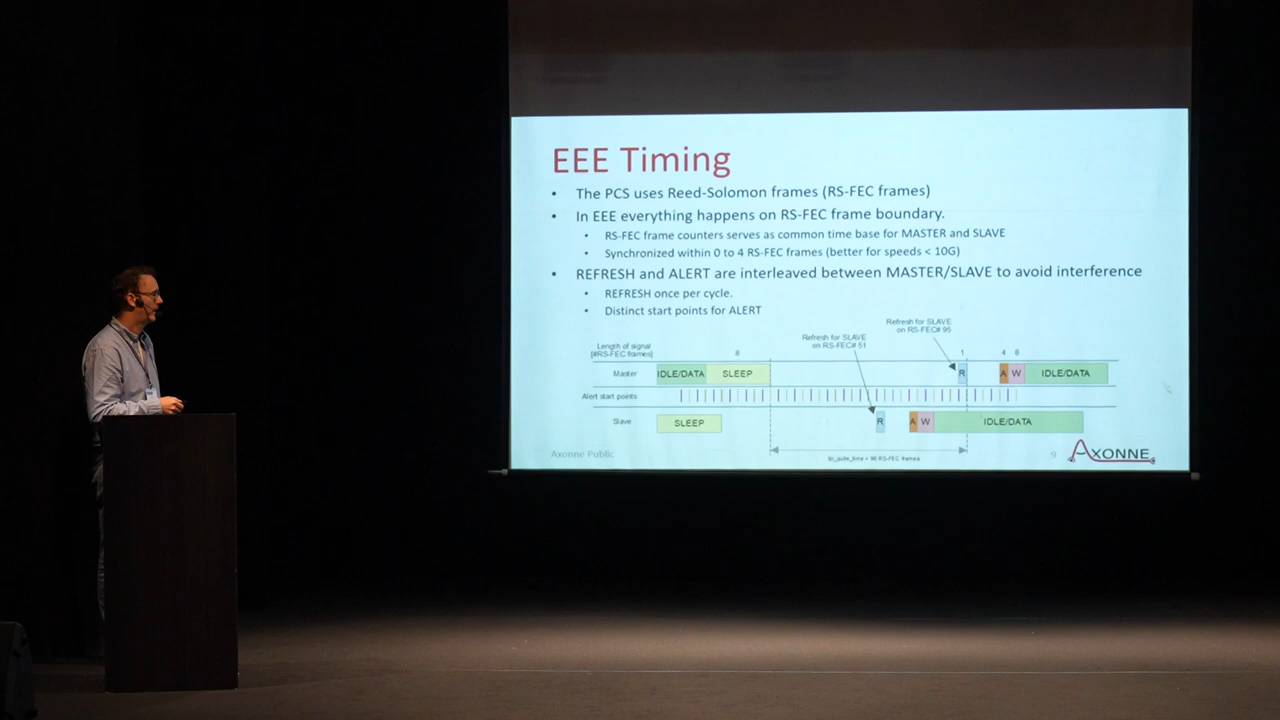 EEE Timing
• The PCS uses Reed-Solomon frames (RS-FEC frames)
• In EEE everything happens on RS-FEC frame boundary.
• RS-FEC frame counters serves as common time base for MASTER and SLAVE
• Synchronized within 0 to 4 RS-FEC frames (better for speeds < 10G)
• REFRESH and ALERT are interleaved between MASTER/SLAVE to avoid interference
• REFRESH once per cycle.
• Distinct start points for ALERT
Refresh for SLAVE
on RS-FEC# 95
Refresh for SLAVE
on RS-FEC# 51
Length of signal
[#RS-FEC frames]
8 1 4 8
Master IDLE/DATA SLEEP R A W IDLE/DATA
Alert start points
Slave SLEEP R A W IDLE/DATA
= 96 RS-FEC frames
Axonne Public
9
AXONNE